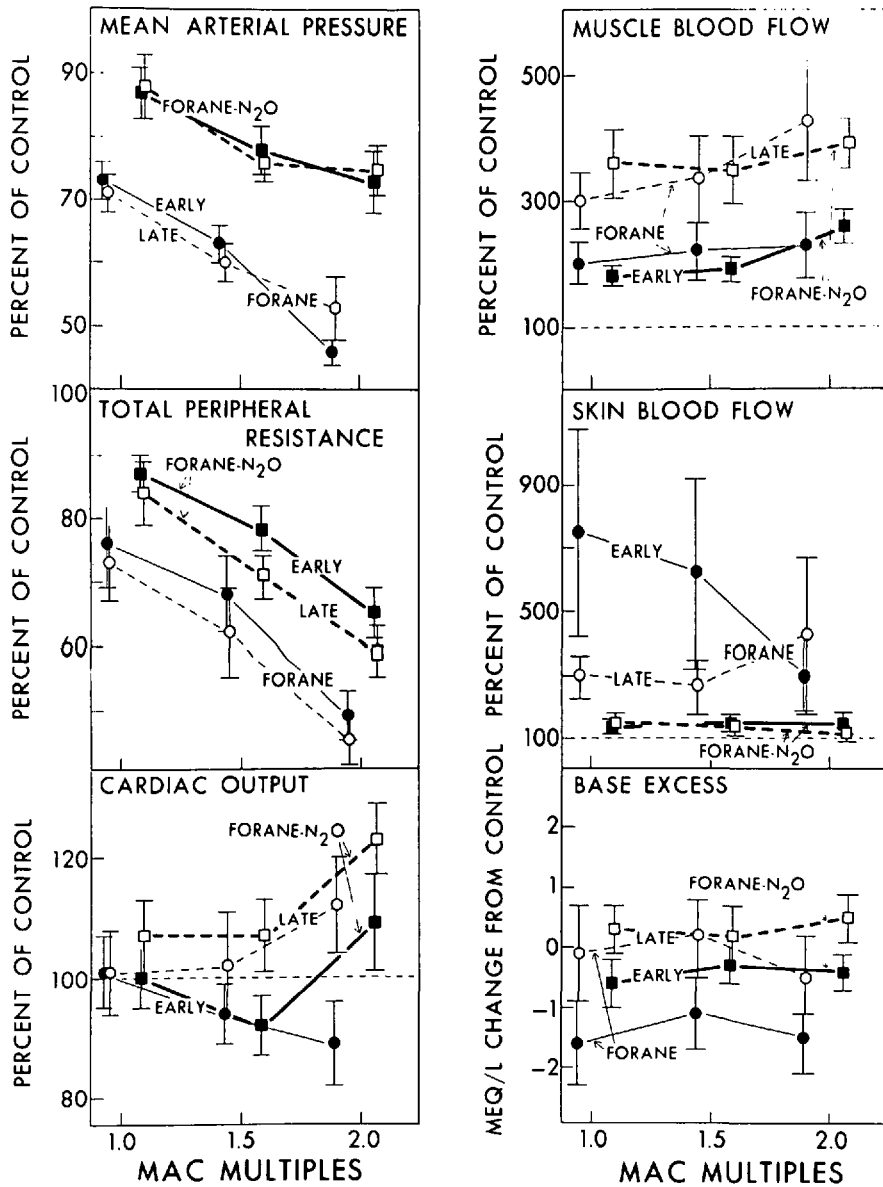 MEAN ARTERIAL PRESSURE
PERCENT OF CONTROL
90
70
50
FORANE-N2O
EARLY
LATE
FORANE
TOTAL PERIPHERAL
RESISTANCE
PERCENT OF CONTROL
100
80
60
FORANE-N2O
EARLY
LATE
FORANE
CARDIAC OUTPUT
PERCENT OF CONTROL
120
100
80
FORANE-N2O
LATE
EARLY
1.0 1.5 2.0
MAC MULTIPLES
MUSCLE BLOOD FLOW
PERCENT OF CONTROL
500
300
100
LATE
FORANE
EARLY
FORANE-N2O
SKIN BLOOD FLOW
PERCENT OF CONTROL
900
500
100
EARLY
FORANE
LATE
FORANE-N2O
BASE EXCESS
MEQ/L CHANGE FROM CONTROL
2
1
0
-1
-2
FORANE-N2O
LATE
EARLY
FORANE
1.0 1.5 2.0
MAC MULTIPLES